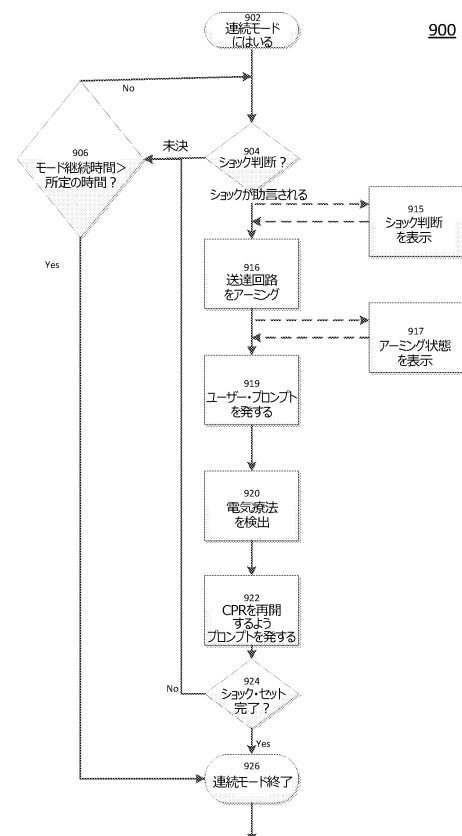 900
902
連続モード
にはいる
No
906
モード継続時間>
所定の時間？
未決
904
ショック判断？
ショックが助言される
915
ショック判断
を表示
Yes
916
送達回路
をアーミング
917
アーミング状態
を表示
919
ユーザー・プロンプト
を発する
920
電気療法
を検出
922
CPRを再開
するよう
プロンプトを発する
No
924
ショック・セット
完了？
Yes
926
連続モード終了